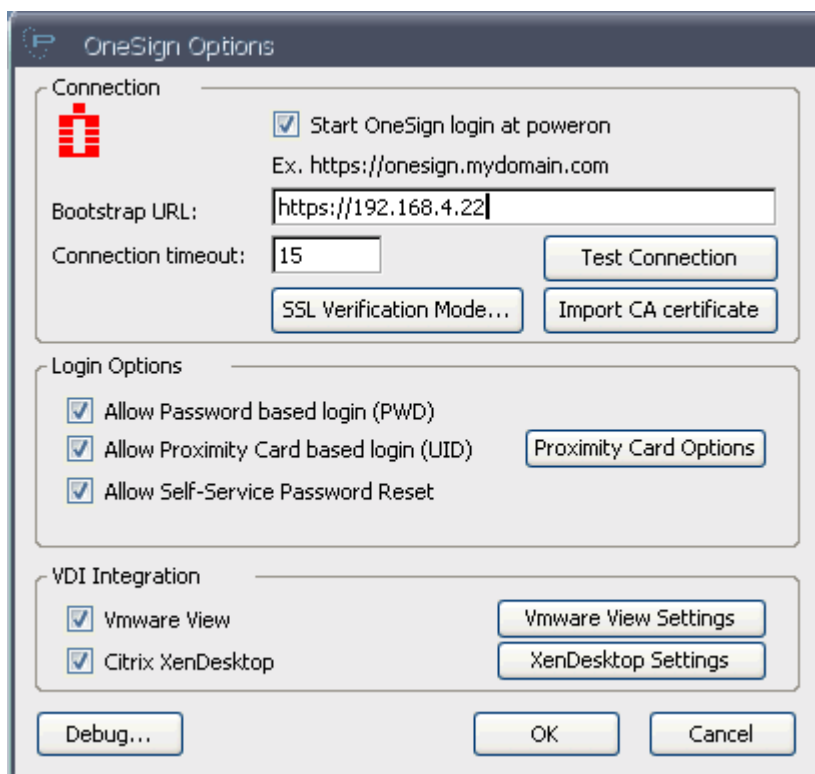 OneSign Options
Connection
Start OneSign login at poweron
Ex. https://onesign.mydomain.com
Bootstrap URL: https://192.168.4.22
Connection timeout: 15 Test Connection
SSL Verification Mode... Import CA certificate
Login Options
Allow Password based login (PWD)
Allow Proximity Card based login (UID) Proximity Card Options
Allow Self-Service Password Reset
VDI Integration
Vmware View Vmware View Settings
Citrix XenDesktop XenDesktop Settings
Debug... OK Cancel